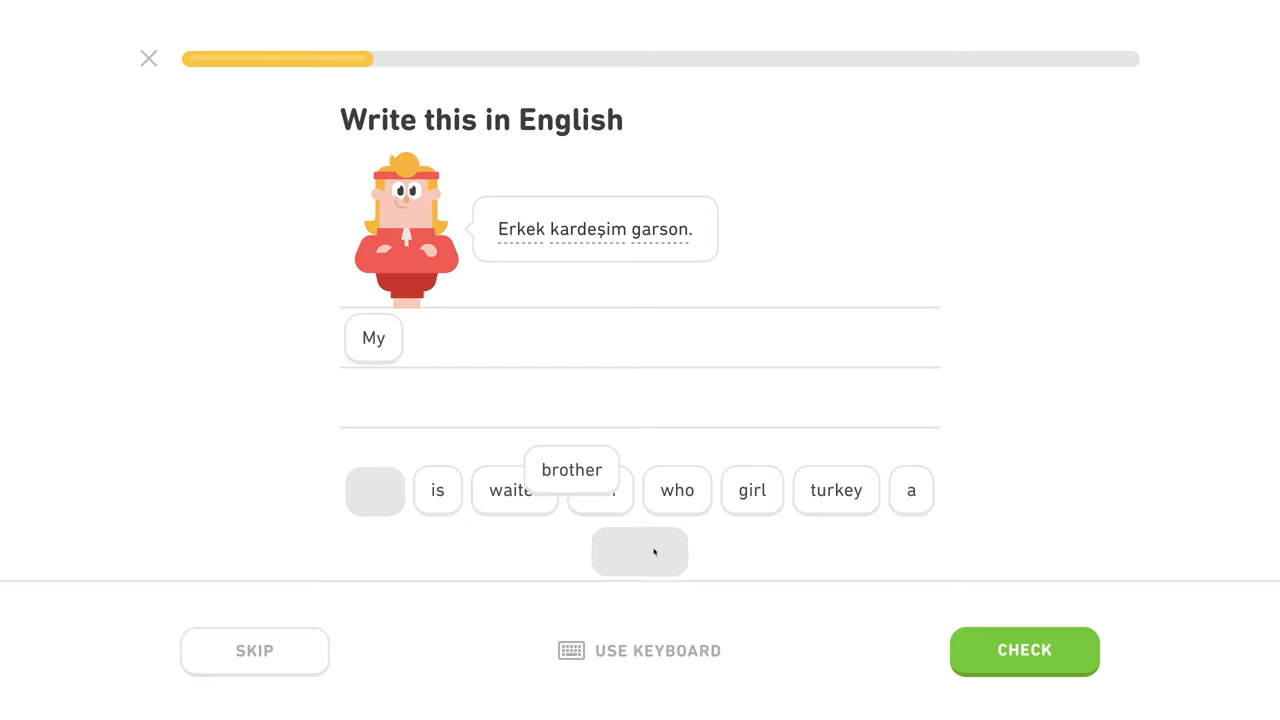 Write this in English
Erkek kardeşim garson.
My
brother
is
who
girl
turkey
a
SKIP
USE KEYBOARD
CHECK